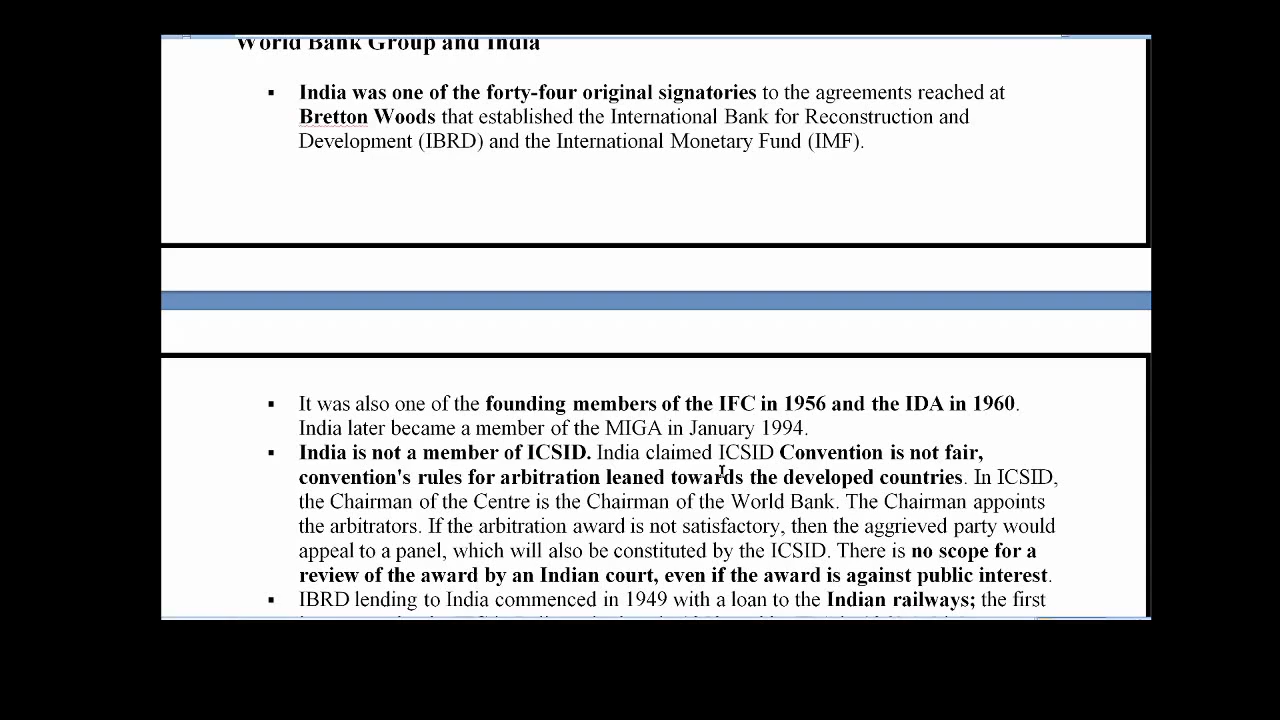 World Bank Group and India
▪ India was one of the forty-four original signatories to the agreements reached at
Bretton Woods that established the International Bank for Reconstruction and
Development (IBRD) and the International Monetary Fund (IMF).
▪ It was also one of the founding members of the IFC in 1956 and the IDA in 1960.
India later became a member of the MIGA in January 1994.
▪ India is not a member of ICSID. India claimed ICSID Convention is not fair,
convention's rules for arbitration leaned towards the developed countries. In ICSID,
the Chairman of the Centre is the Chairman of the World Bank. The Chairman appoints
the arbitrators. If the arbitration award is not satisfactory, then the aggrieved party would
appeal to a panel, which will also be constituted by the ICSID. There is no scope for a
review of the award by an Indian court, even if the award is against public interest.
▪ IBRD lending to India commenced in 1949 with a loan to the Indian railways; the first